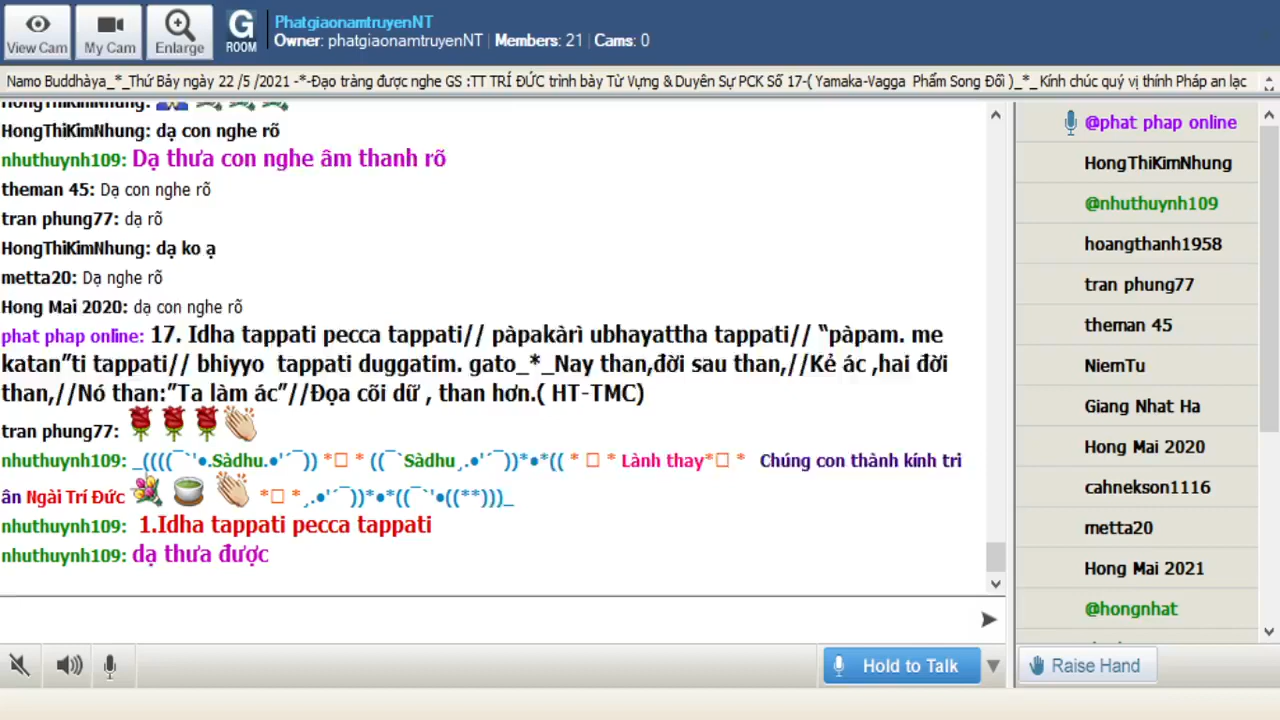 View Cam
My Cam
Enlarge
G
ROOM
PhatgiaonamtruyenNT
Owner: phatgiaonamtruyenNT | Members: 21 | Cams: 0
Namo Buddhàya_*_Thứ Bảy ngày 22 /5 /2021 -*-Đạo tràng được nghe GS :TT TRÍ ĐỨC trình bày Từ Vựng & Duyên Sự PCK Số 17-( Yamaka-Vagga Phẩm Song Đối )_*_ Kính chúc quý vị thính Pháp an lạc
HongThiKimNhung:
HongThiKimNhung: dạ con nghe rõ
nhuthuynh109: Dạ thưa con nghe âm thanh rõ
theman 45: Dạ con nghe rõ
tran phung77: dạ rõ
HongThiKimNhung: dạ ko ạ
metta20: Dạ nghe rõ
Hong Mai 2020: dạ con nghe rõ
phat phap online: 17. Idha tappati pecca tappati// pàpakàrì ubhayattha tappati// “pàpam. me
katan”ti tappati// bhiyyo tappati duggatim. gato_*_Nay than,đời sau than,//Kẻ ác ,hai đời
than,//Nó than:”Ta làm ác”//Đọa cõi dữ , than hơn.( HT-TMC)
tran phung77:
nhuthuynh109: _((((¯`'•.Sàdhu.•'´¯)) *□ * ((¯`Sàdhu¸.•'´¯))*•*(( * □ * Lành thay*□ * Chúng con thành kính tri
ân Ngài Trí Đức *□ *¸.•'´¯))*•*((¯`'•((**)))_
nhuthuynh109: 1.Idha tappati pecca tappati
nhuthuynh109: dạ thưa được
Hold to Talk
@phat phap online
HongThiKimNhung
@nhuthuynh109
hoangthanh1958
tran phung77
theman 45
NiemTu
Giang Nhat Ha
Hong Mai 2020
cahnekson1116
metta20
Hong Mai 2021
@hongnhat
Raise Hand